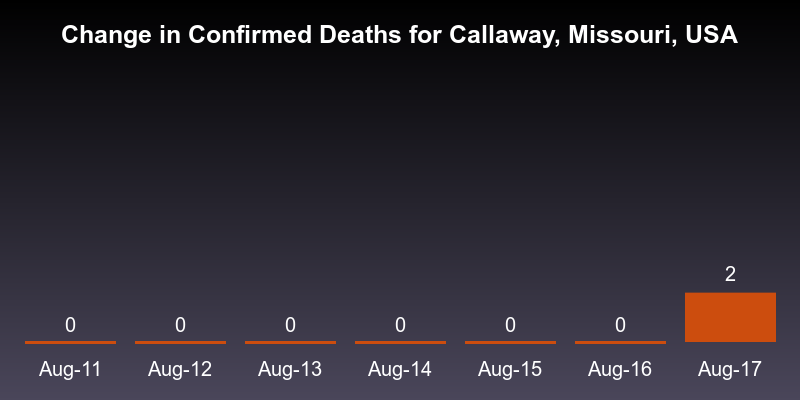 Change in Confirmed Deaths for Callaway, Missouri, USA
2
0 0 0 0 0 0
Aug-11 Aug-12 Aug-13 Aug-14 Aug-15 Aug-16 Aug-17